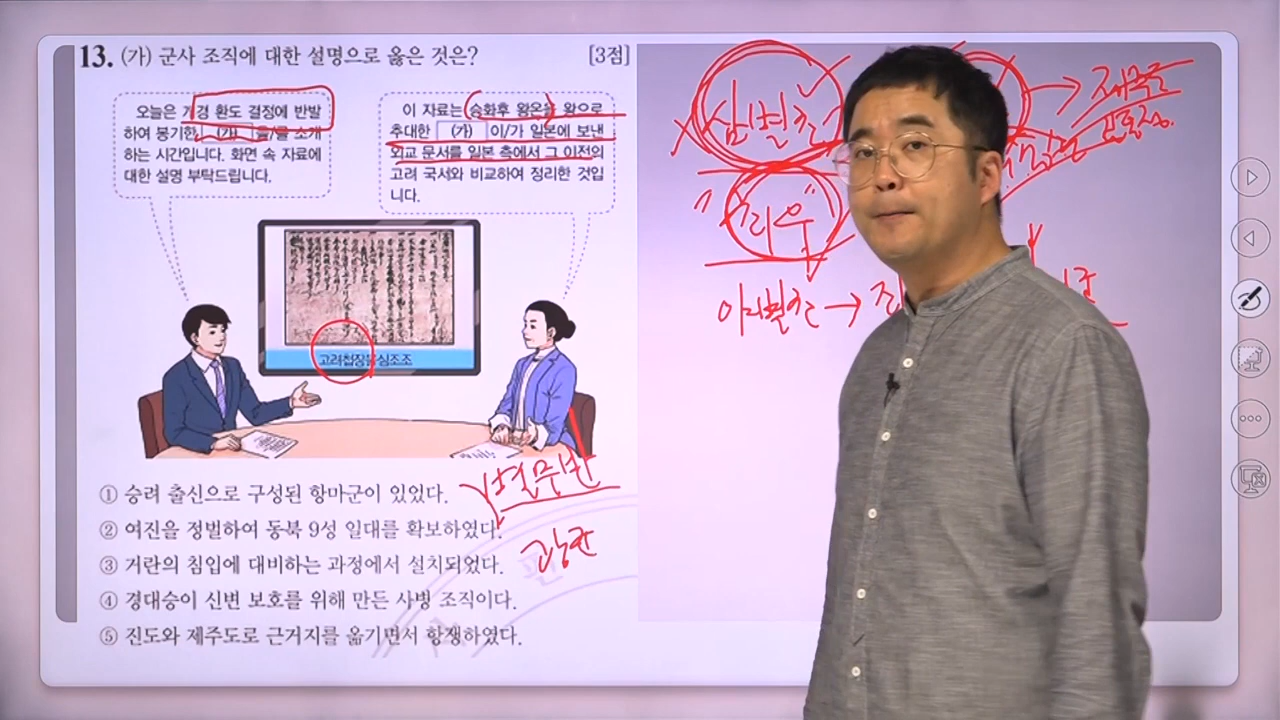 13. (가) 군사 조직에 대한 설명으로 옳은 것은? [3점]
오늘은 개경 환도 결정에 반발
하여 봉기한 (가) 을/를 소개
하는 시간입니다. 화면 속 자료에
대한 설명 부탁드립니다.
이 자료는 승화후 왕온을 왕으로
추대한 (가) 이/가 일본에 보낸
외교 문서를 일본 측에서 그 이전의
고려 국서와 비교하여 정리한 것입
니다.
고려첩장불심조조
① 승려 출신으로 구성된 항마군이 있었다.
② 여진을 정벌하여 동북 9성 일대를 확보하였다.
③ 거란의 침입에 대비하는 과정에서 설치되었다.
④ 경대승이 신변 보호를 위해 만든 사병 조직이다.
⑤ 진도와 제주도로 근거지를 옮기면서 항쟁하였다.
별무반
광군
삼별초
최우
야별초 →